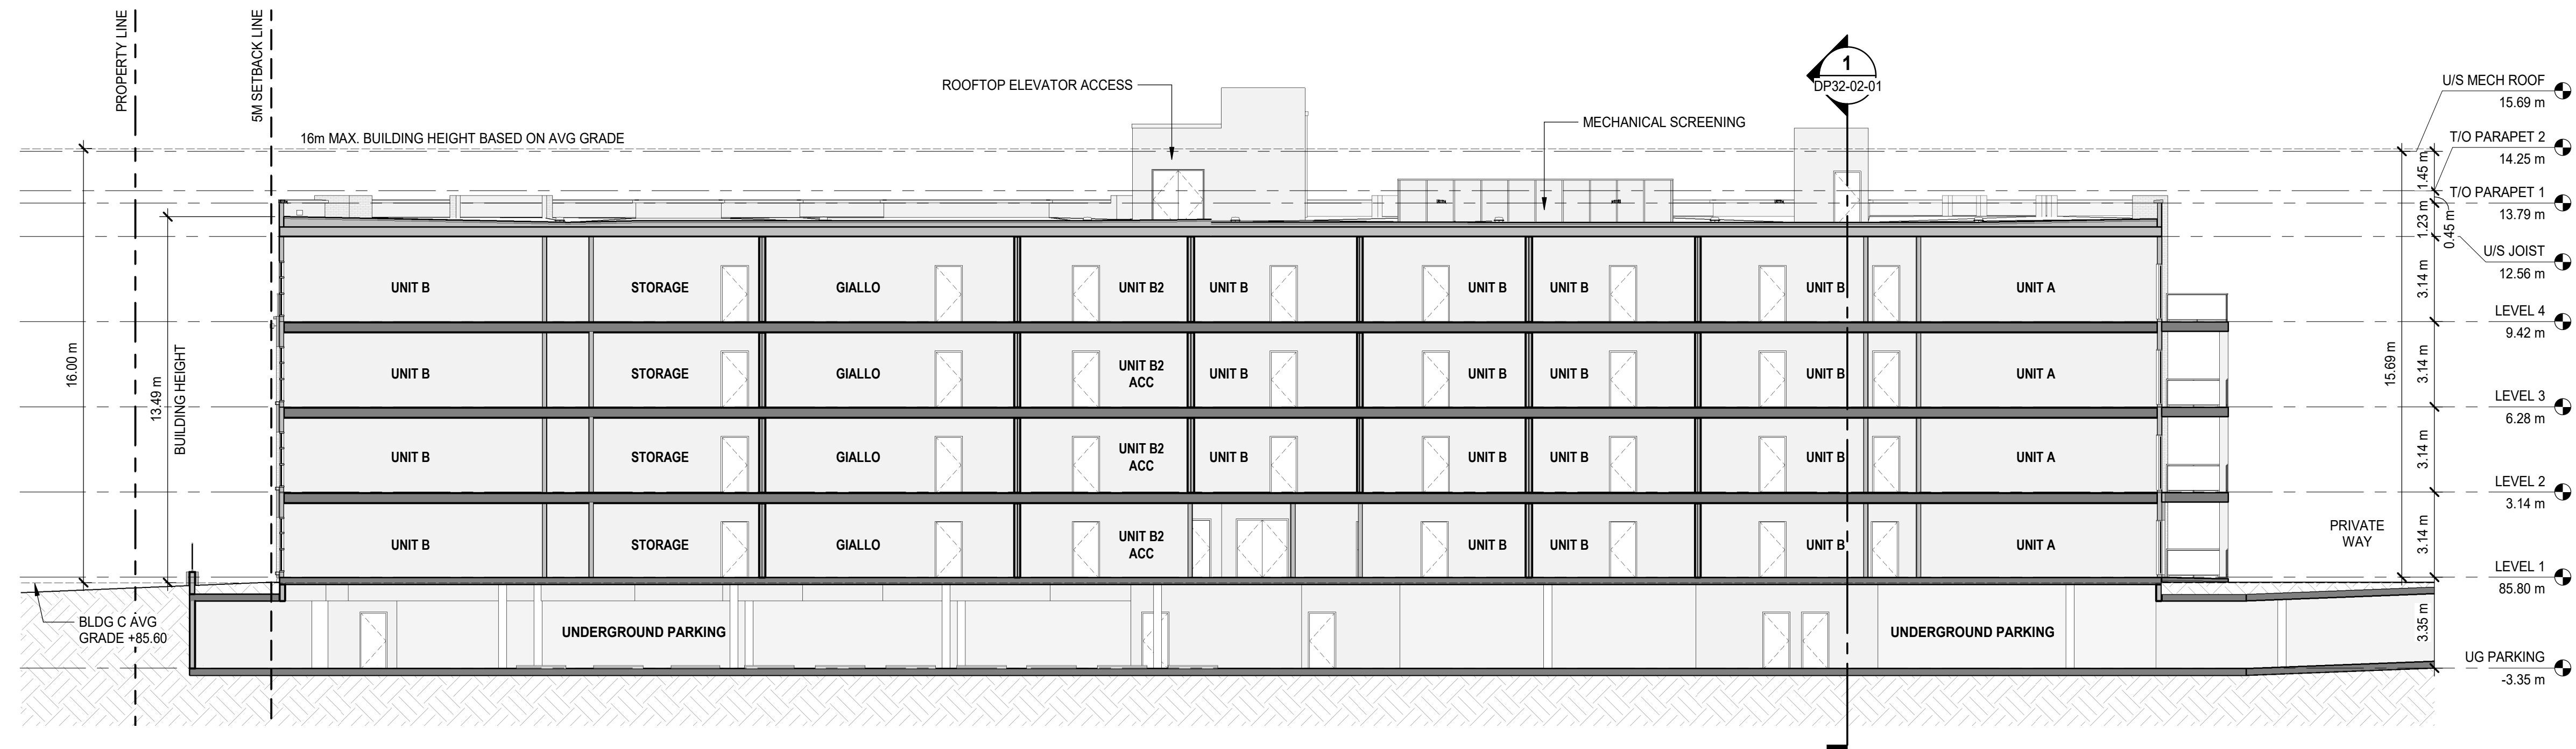 PROPERTY LINE
5M SETBACK LINE
16m MAX. BUILDING HEIGHT BASED ON AVG GRADE
ROOFTOP ELEVATOR ACCESS
MECHANICAL SCREENING
1
DP32-02-01
U/S MECH ROOF
15.69 m
T/O PARAPET 2
14.25 m
T/O PARAPET 1
13.79 m
U/S JOIST
12.56 m
LEVEL 4
9.42 m
LEVEL 3
6.28 m
LEVEL 2
3.14 m
LEVEL 1
85.80 m
UG PARKING
-3.35 m
1.45 m
1.23 m
0.45 m
3.14 m
3.14 m
3.14 m
3.14 m
3.35 m
15.69 m
16.00 m
13.49 m
BUILDING HEIGHT
UNIT B
STORAGE
GIALLO
UNIT B2
UNIT B
UNIT B
UNIT B
UNIT B
UNIT A
UNIT B
STORAGE
GIALLO
UNIT B2
ACC
UNIT B
UNIT B
UNIT B
UNIT B
UNIT A
UNIT B
STORAGE
GIALLO
UNIT B2
ACC
UNIT B
UNIT B
UNIT B
UNIT B
UNIT A
UNIT B
STORAGE
GIALLO
UNIT B2
ACC
UNIT B
UNIT B
UNIT B
UNIT A
PRIVATE
WAY
BLDG C AVG
GRADE +85.60
UNDERGROUND PARKING
UNDERGROUND PARKING